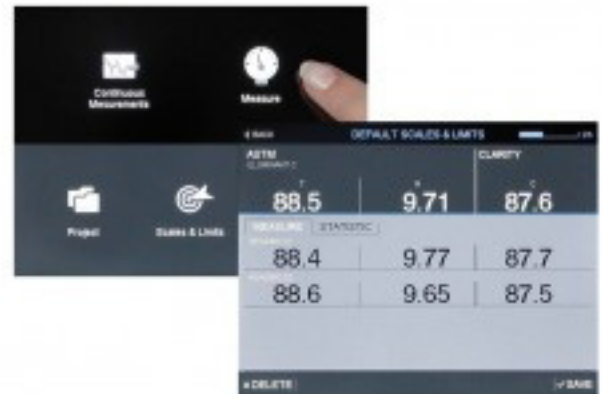 Continuous
Mesurements
Measure
Project
Scales & Limits
BACK
DEFAULT SCALES & LIMITS
ASTM
CLARITY
T
H
C
88.5 9.71 87.6
MEASURE STATISTIC
88.4 9.77 87.7
88.6 9.65 87.5
DELETE
SAVE